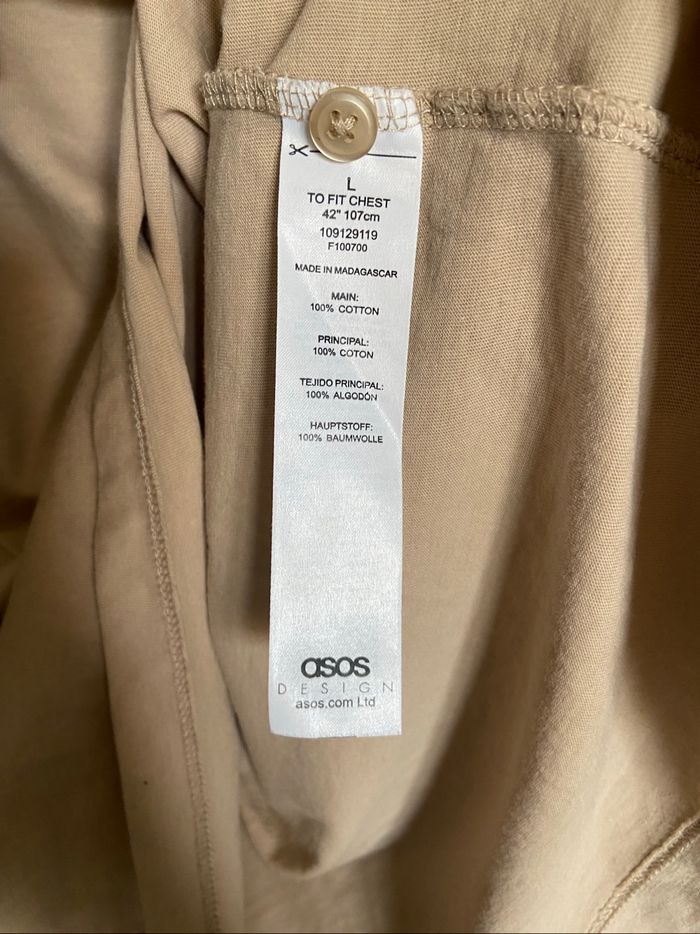 L
TO FIT CHEST
42" 107cm
109129119
F100700
MADE IN MADAGASCAR
MAIN:
100% COTTON
PRINCIPAL:
100% COTON
TEJIDO PRINCIPAL:
100% ALGODÓN
HAUPTSTOFF:
100% BAUMWOLLE
asos
DESIGN
asos.com Ltd